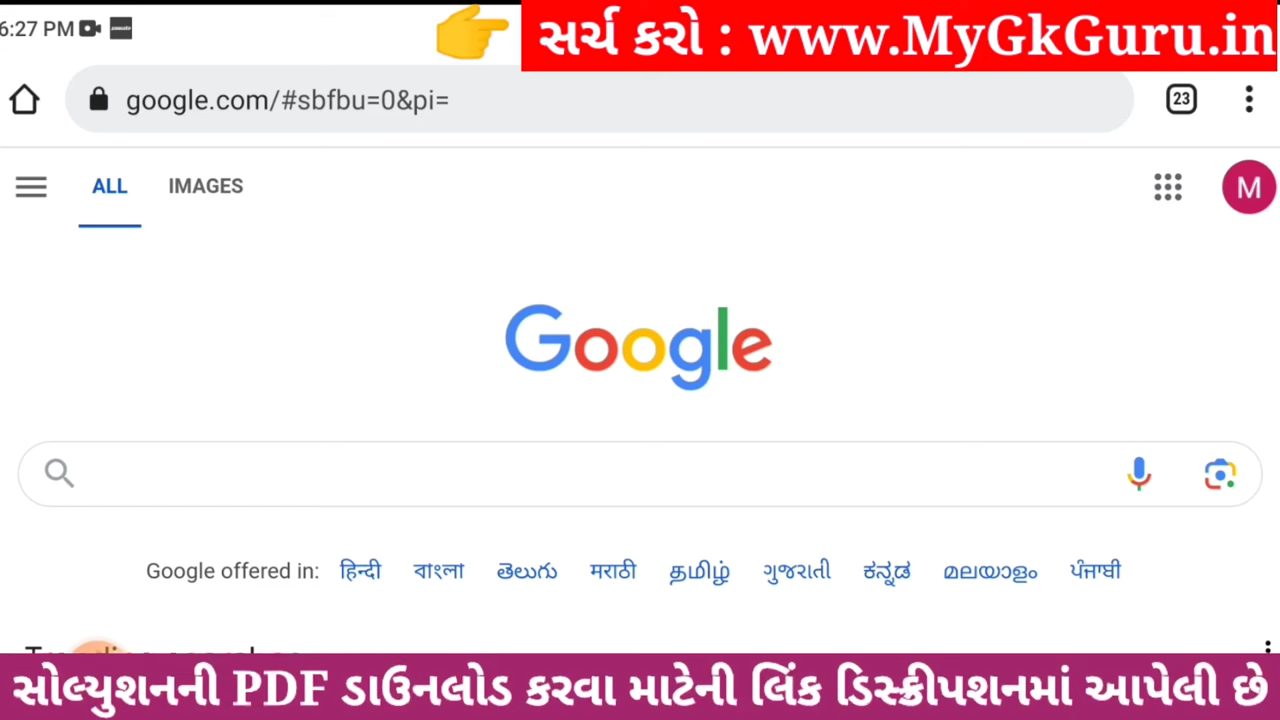 6:27 PM
સર્ચ કરો : www.MyGkGuru.in
google.com/#sbfbu=0&pi=
23
ALL IMAGES
M
Google
Google offered in: हिन्दी বাংলা తెలుగు मराठी தமிழ் ગુજરાતી ಕನ್ನಡ മലയാളം ਪੰਜਾਬੀ
સોલ્યુશનની PDF ડાઉનલોડ કરવા માટેની લિંક ડિસ્ક્રીપશનમાં આપેલી છે